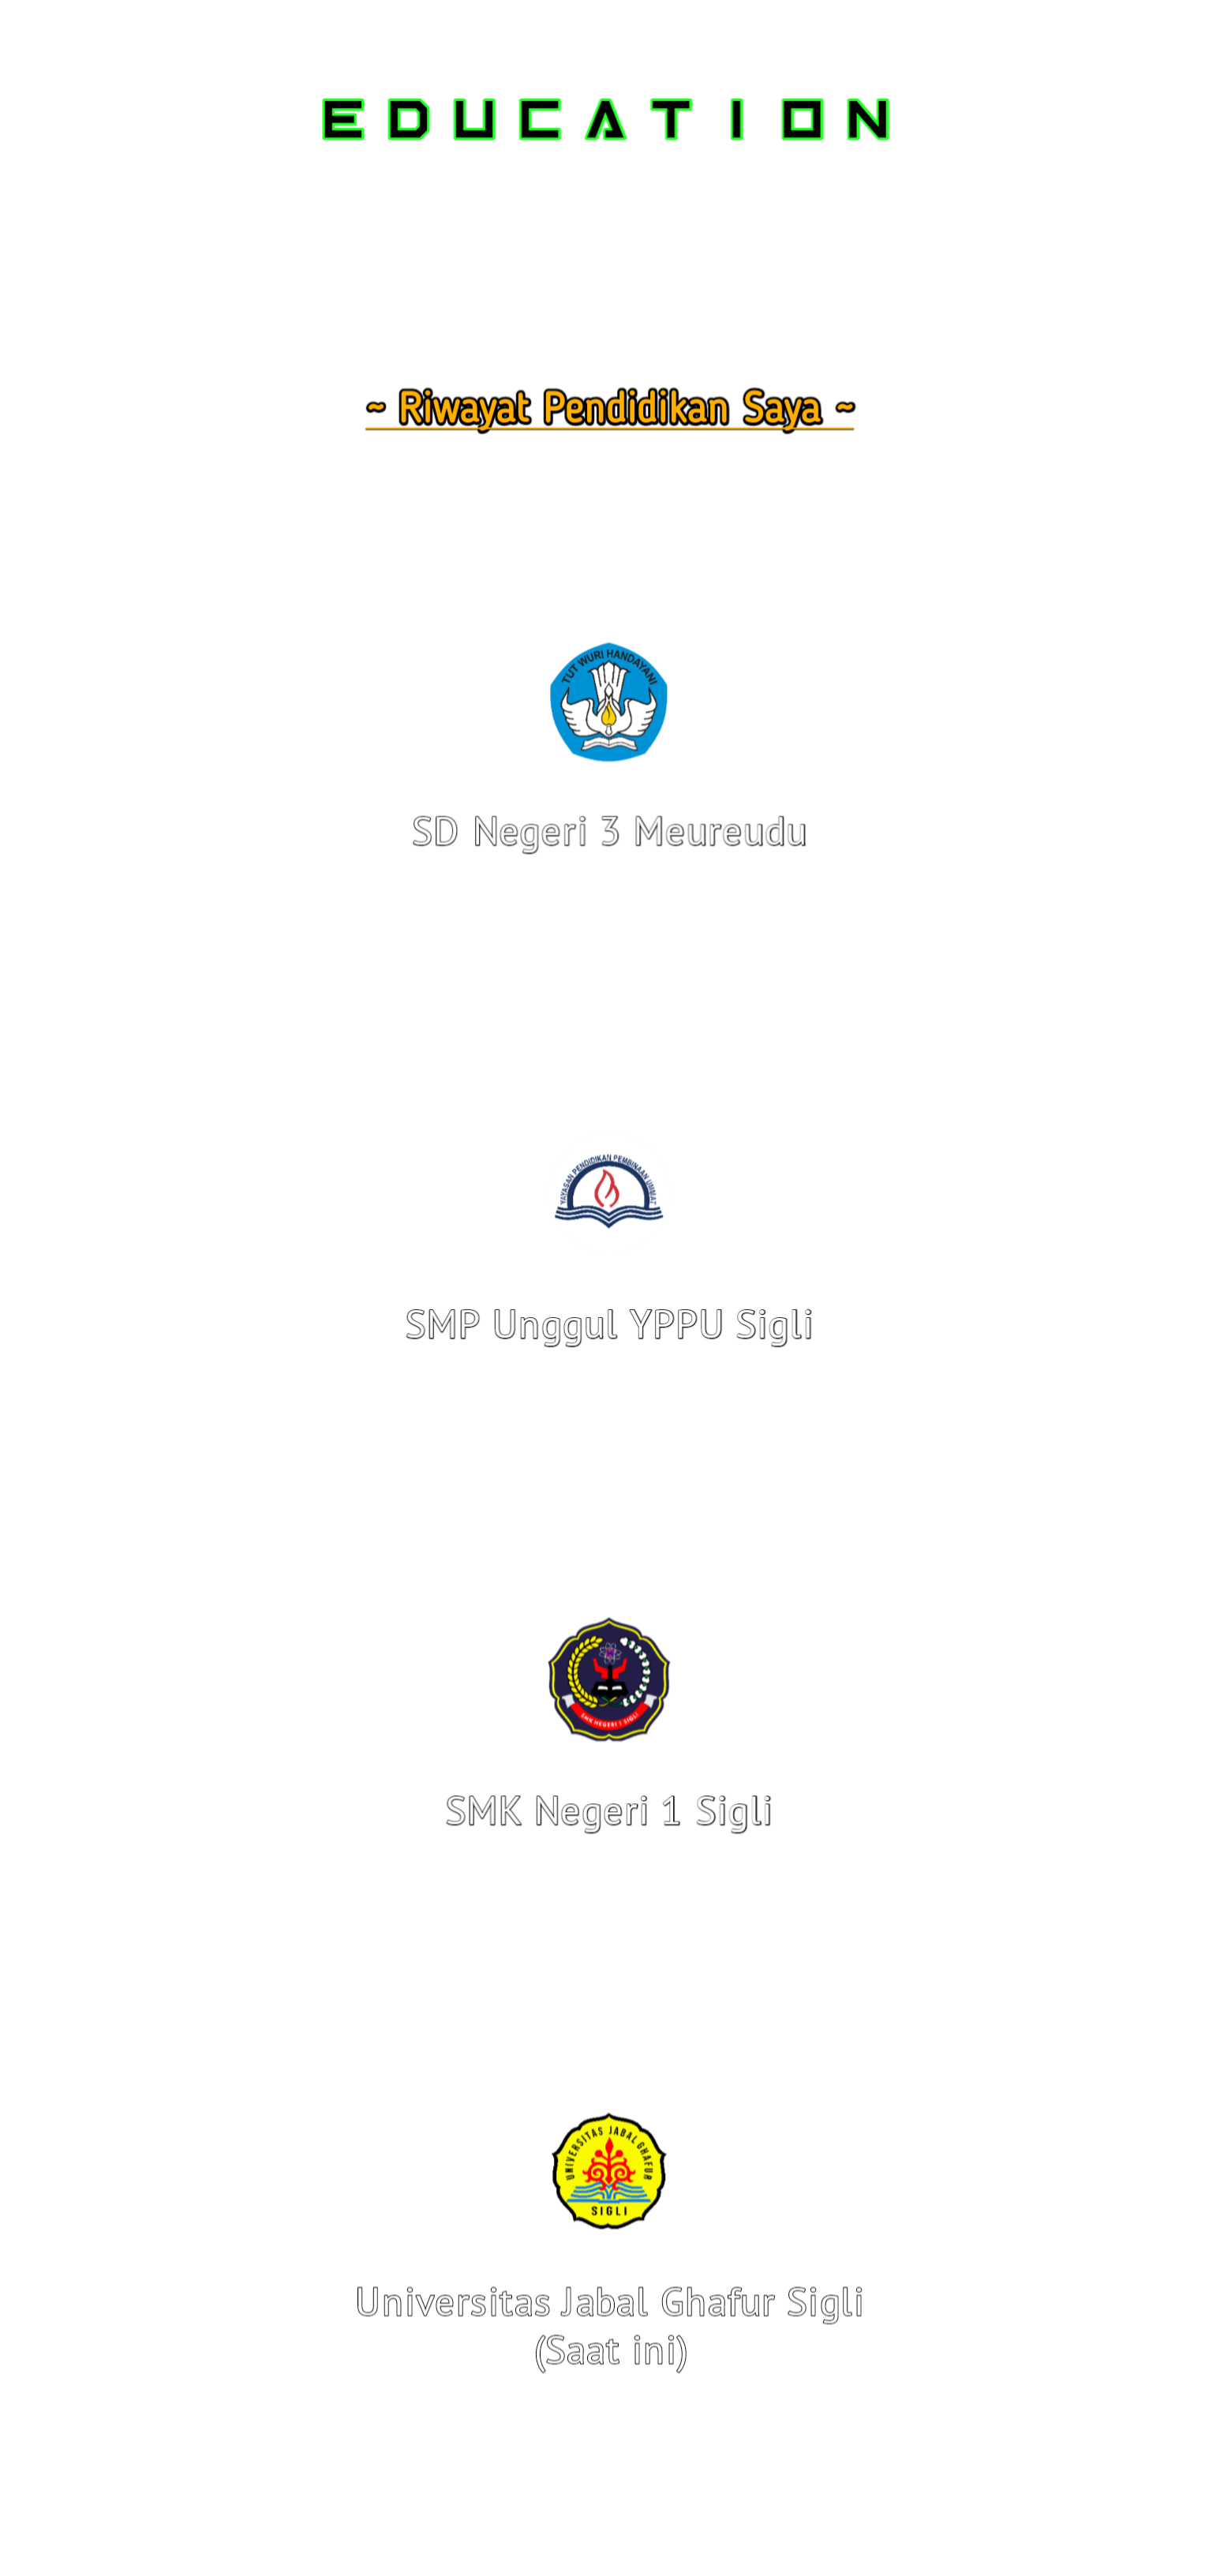 EDUCATION
~ Riwayat Pendidikan Saya ~
TUT WURI HANDAYANI
SD Negeri 3 Meureudu
YAYASAN PENDIDIKAN PEMBINAAN UMMAT
SMP Unggul YPPU Sigli
SMK NEGERI 1 SIGLI
SMK Negeri 1 Sigli
UNIVERSITAS JABAL GHAFUR
SIGLI
Universitas Jabal Ghafur Sigli
(Saat ini)